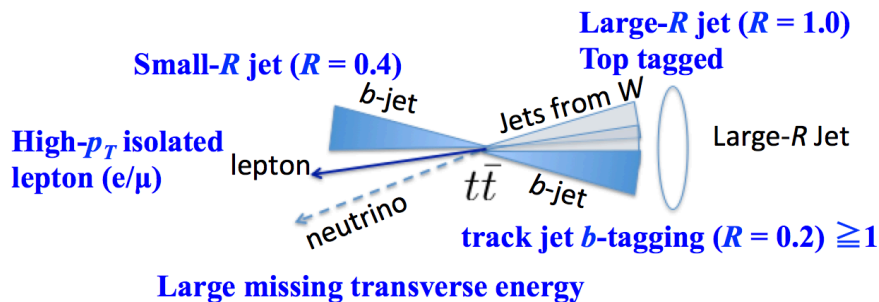 Large-R jet (R = 1.0)
Top tagged
Small-R jet (R = 0.4)
b-jet
Jets from W
High-pT isolated
lepton (e/μ)
lepton
Large-R Jet
tt̄
b-jet
neutrino
track jet b-tagging (R = 0.2) ≧1
Large missing transverse energy